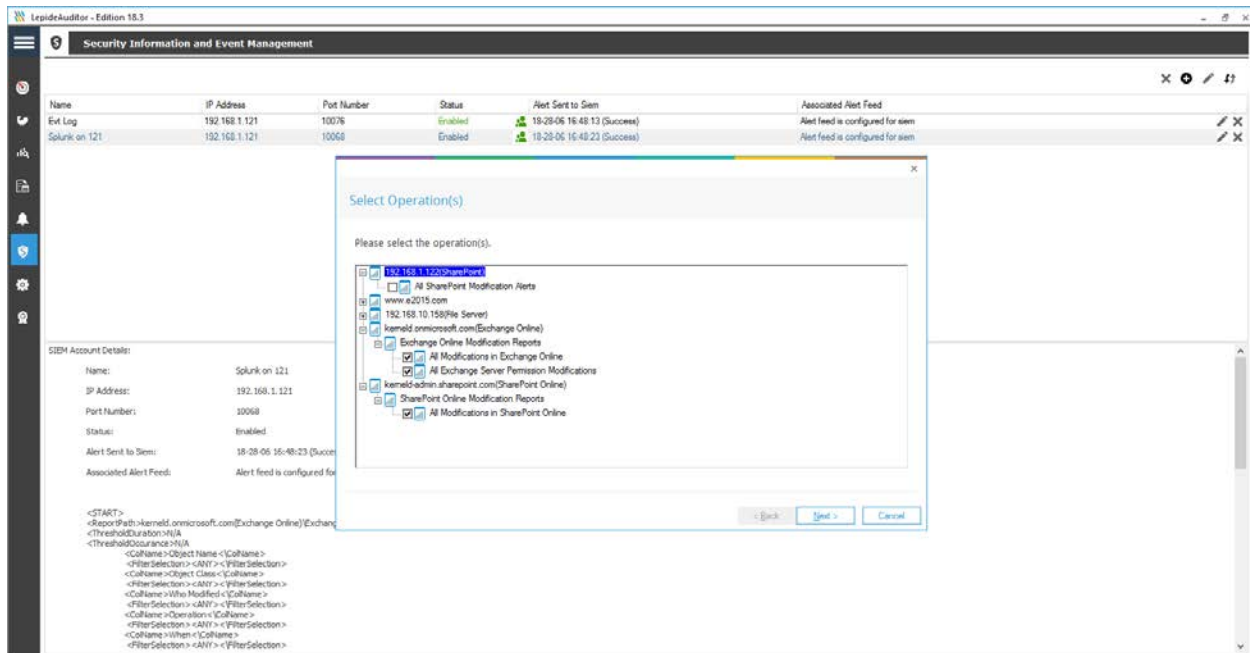 LepideAuditor - Edition 18.3
Security Information and Event Management
Name IP Address Port Number Status Alert Sent to Siem Associated Alert Feed
Evt Log 192.168.1.121 10076 Enabled 18-28-06 16:48:13 (Success) Alert feed is configured for siem
Splunk on 121 192.168.1.121 10068 Enabled 18-28-06 16:48:23 (Success) Alert feed is configured for siem
Select Operation(s)
Please select the operation(s).
192.168.1.122(SharePoint)
All SharePoint Modification Alerts
www.e2015.com
192.168.10.158(File Server)
kerneld.onmicrosoft.com(Exchange Online)
Exchange Online Modification Reports
All Modifications in Exchange Online
All Exchange Server Permission Modifications
kerneld-admin.sharepoint.com(SharePoint Online)
SharePoint Online Modification Reports
All Modifications in SharePoint Online
< Back Next > Cancel
SIEM Account Details:
Name: Splunk on 121
IP Address: 192.168.1.121
Port Number: 10068
Status: Enabled
Alert Sent to Siem: 18-28-06 16:48:23 (Succes
Associated Alert Feed: Alert feed is configured for
<START>
<ReportPath>kerneld.onmicrosoft.com(Exchange Online)\Exchang
<ThresholdDuration>N/A
<ThresholdOccurance>N/A
<ColName>Object Name<\ColName>
<FilterSelection><ANY><\FilterSelection>
<ColName>Object Class<\ColName>
<FilterSelection><ANY><\FilterSelection>
<ColName>Who Modified<\ColName>
<FilterSelection><ANY><\FilterSelection>
<ColName>Operation<\ColName>
<FilterSelection><ANY><\FilterSelection>
<ColName>When<\ColName>
<FilterSelection><ANY><\FilterSelection>